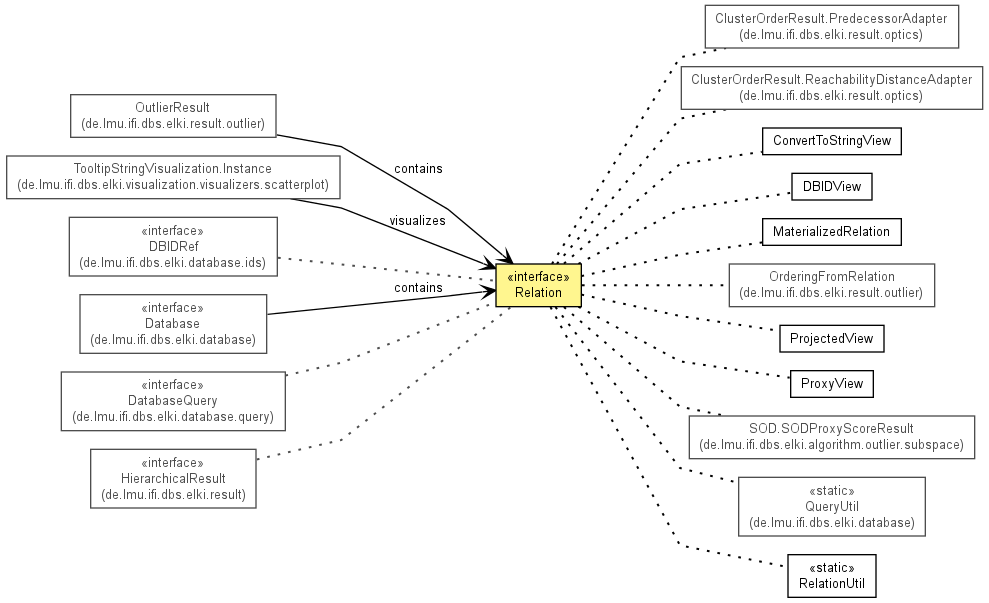 OutlierResult
(de.lmu.ifi.dbs.elki.result.outlier)
TooltipStringVisualization.Instance
(de.lmu.ifi.dbs.elki.visualization.visualizers.scatterplot)
«interface»
DBIDRef
(de.lmu.ifi.dbs.elki.database.ids)
«interface»
Database
(de.lmu.ifi.dbs.elki.database)
«interface»
DatabaseQuery
(de.lmu.ifi.dbs.elki.database.query)
«interface»
HierarchicalResult
(de.lmu.ifi.dbs.elki.result)
contains
visualizes
contains
«interface»
Relation
ClusterOrderResult.PredecessorAdapter
(de.lmu.ifi.dbs.elki.result.optics)
ClusterOrderResult.ReachabilityDistanceAdapter
(de.lmu.ifi.dbs.elki.result.optics)
ConvertToStringView
DBIDView
MaterializedRelation
OrderingFromRelation
(de.lmu.ifi.dbs.elki.result.outlier)
ProjectedView
ProxyView
SOD.SODProxyScoreResult
(de.lmu.ifi.dbs.elki.algorithm.outlier.subspace)
«static»
QueryUtil
(de.lmu.ifi.dbs.elki.database)
«static»
RelationUtil